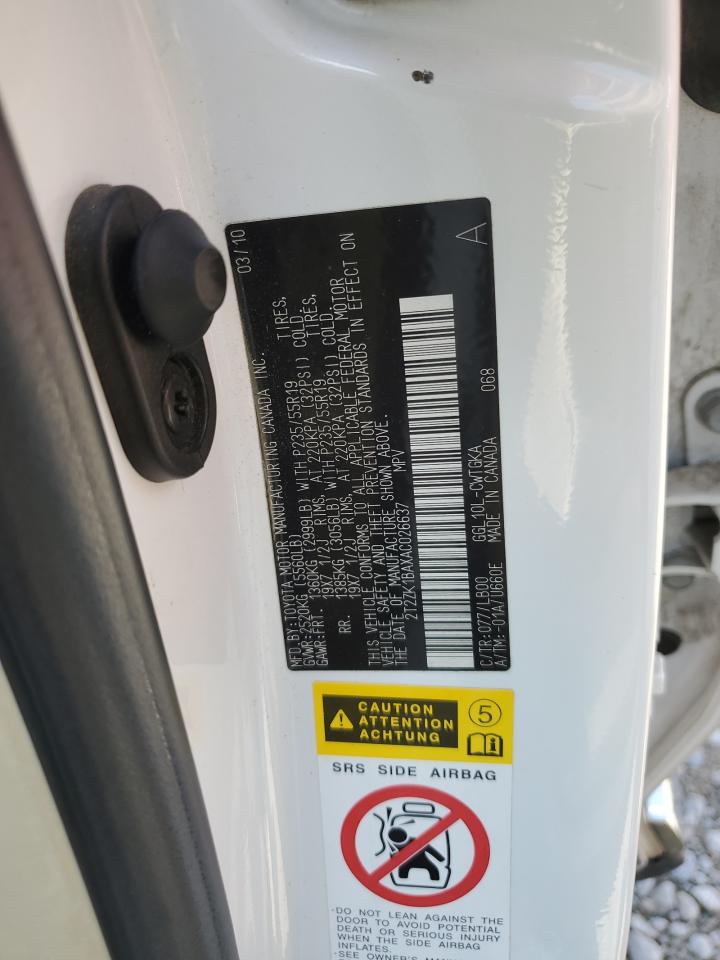 MFD.BY:TOYOTA MOTOR MANUFACTURING CANADA INC. 03/10
GVWR:2520KG (5560LB)
GAWR:FRT. 1360KG (2999LB) WITH P235/55R19 TIRES,
19X7 1/2J RIMS, AT 220KPA (32PSI) COLD.
RR. 1385KG (3056LB) WITH P235/55R19 TIRES,
19X7 1/2J RIMS, AT 220KPA (32PSI) COLD.
THIS VEHICLE CONFORMS TO ALL APPLICABLE FEDERAL MOTOR
VEHICLE SAFETY AND THEFT PREVENTION STANDARDS IN EFFECT ON
THE DATE OF MANUFACTURE SHOWN ABOVE.
2T2ZK1BAXAC026637 MPV
A
C/TR:077/LB00 GGL10L-CWTGKA 068
A/TM:-01A/U660E MADE IN CANADA
CAUTION
ATTENTION
ACHTUNG
5
SRS SIDE AIRBAG
·DO NOT LEAN AGAINST THE
DOOR TO AVOID POTENTIAL
DEATH OR SERIOUS INJURY
WHEN THE SIDE AIRBAG
INFLATES.
·SEE OWNER'S